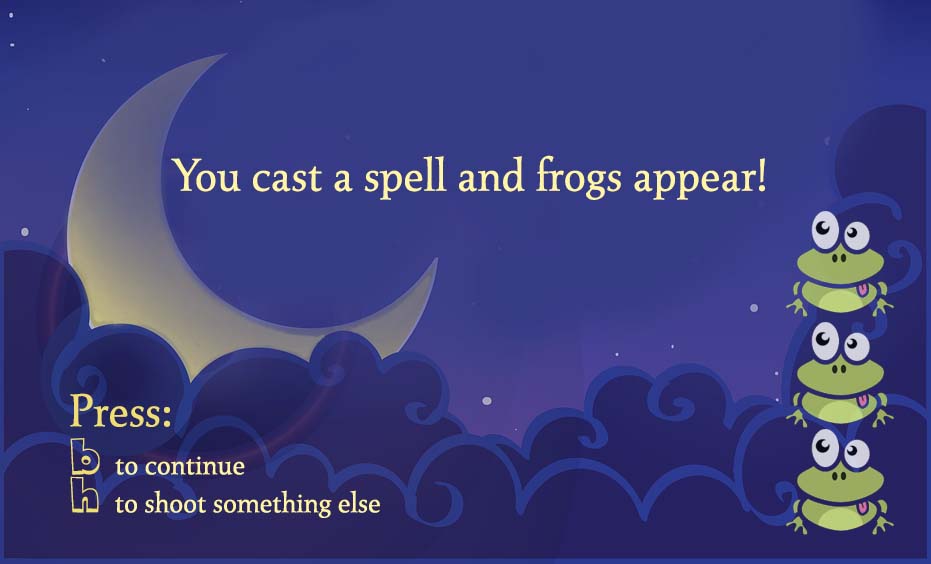 You cast a spell and frogs appear!
Press:
b to continue
h to shoot something else